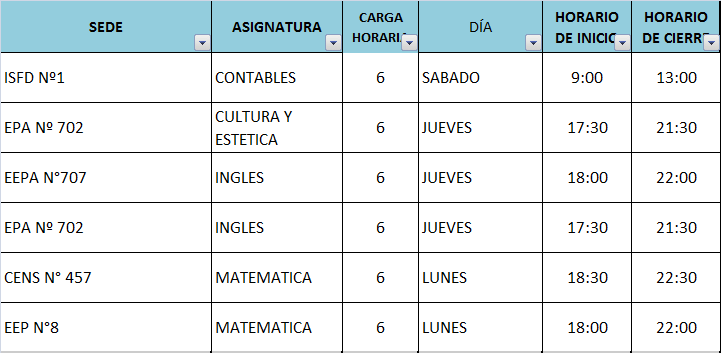 SEDE ASIGNATURA CARGA HORARIA DÍA HORARIO DE INICIO HORARIO DE CIERRE
ISFD Nº1 CONTABLES 6 SABADO 9:00 13:00
EPA Nº 702 CULTURA Y ESTETICA 6 JUEVES 17:30 21:30
EEPA N°707 INGLES 6 JUEVES 18:00 22:00
EPA Nº 702 INGLES 6 JUEVES 17:30 21:30
CENS N° 457 MATEMATICA 6 LUNES 18:30 22:30
EEP N°8 MATEMATICA 6 LUNES 18:00 22:00